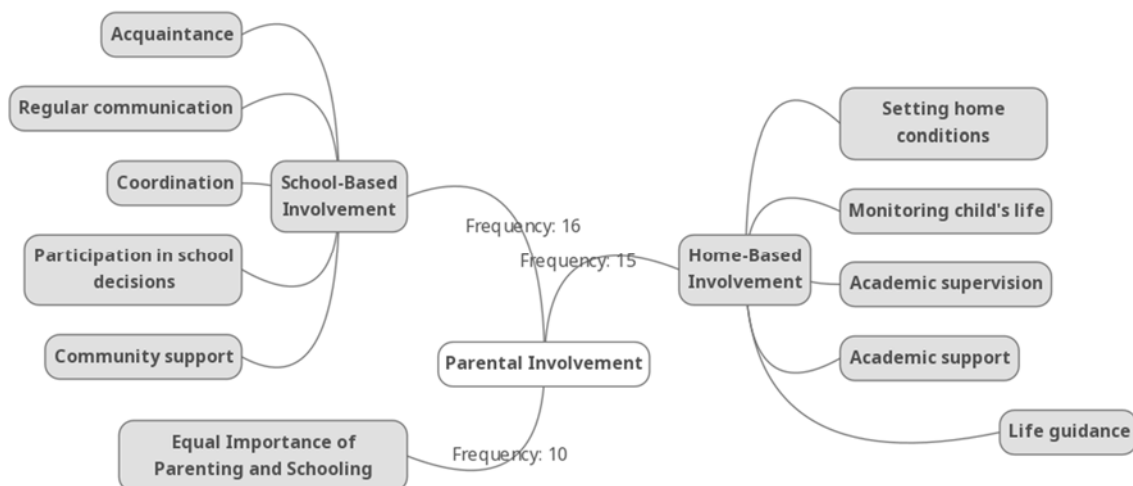 Acquaintance
Regular communication
Coordination
Participation in school
decisions
Community support
School-Based
Involvement
Frequency: 16
Frequency: 15
Parental Involvement
Equal Importance of
Parenting and Schooling
Frequency: 10
Home-Based
Involvement
Setting home
conditions
Monitoring child's life
Academic supervision
Academic support
Life guidance